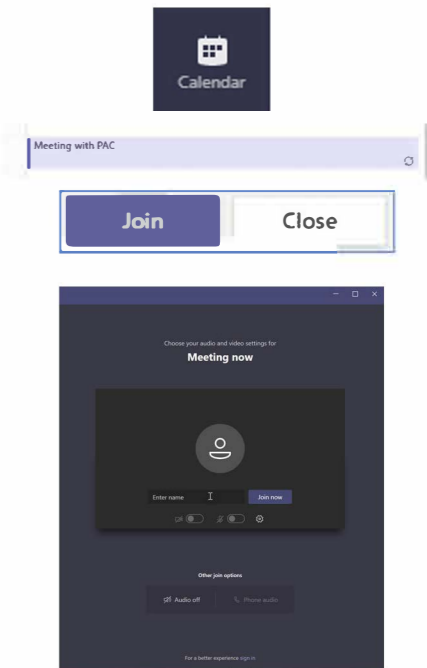 Calendar
Meeting with PAC
Join Close
Choose your audio and video settings for
Meeting now
Enter name Join now
Other join options
Audio off Phone audio
For a better experience sign in